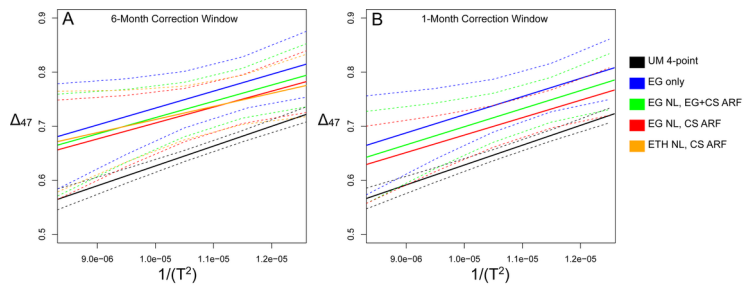 A
6-Month Correction Window
0.9
0.8
Δ47
0.7
0.6
0.5
9.0e-06
1.0e-05
1.1e-05
1.2e-05
1/(T²)
B
1-Month Correction Window
0.9
0.8
Δ47
0.7
0.6
0.5
9.0e-06
1.0e-05
1.1e-05
1.2e-05
1/(T²)
UM 4-point
EG only
EG NL, EG+CS ARF
EG NL, CS ARF
ETH NL, CS ARF